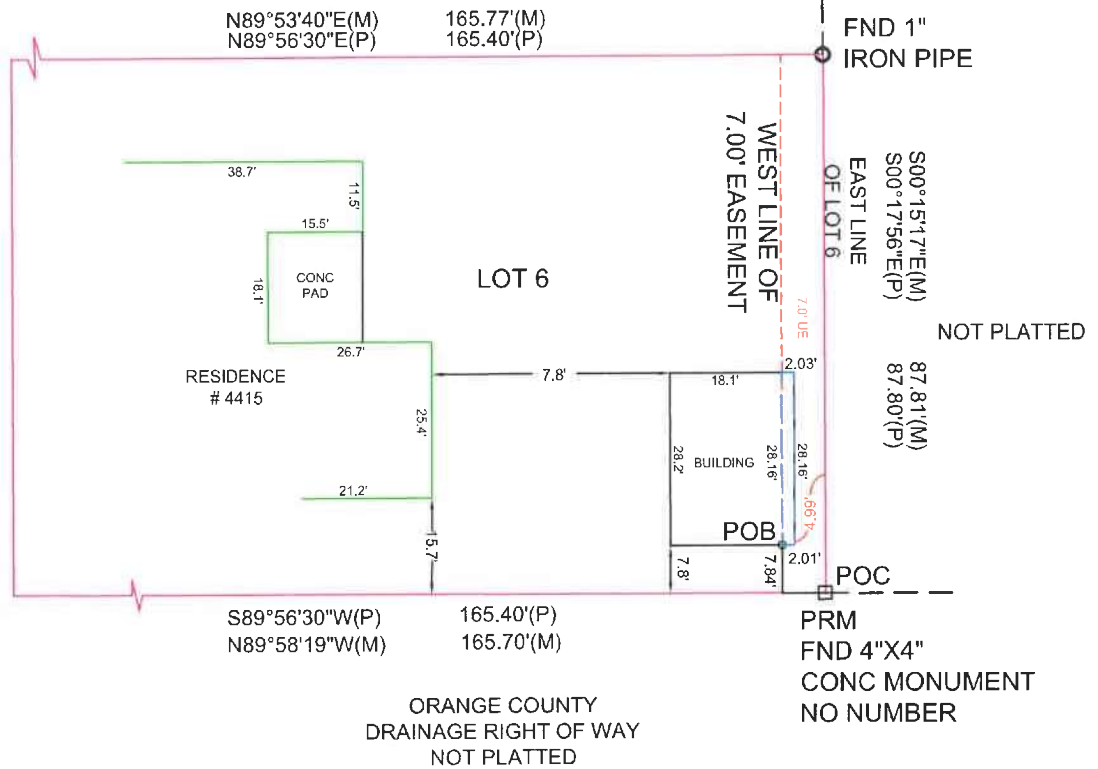 N89°53'40"E(M) 165.77'(M)
N89°56'30"E(P) 165.40'(P)
FND 1"
IRON PIPE
WEST LINE OF
7.00' EASEMENT
EAST LINE
OF LOT 6
S00°15'17"E(M) 87.81'(M)
S00°17'56"E(P) 87.80'(P)
NOT PLATTED
38.7'
11.5'
15.5'
CONC
PAD
18.1'
26.7'
LOT 6
7.0' UE
RESIDENCE
# 4415
25.4'
21.2'
15.7'
7.8'
2.03'
18.1'
28.2'
BUILDING
28.16'
28.16'
4.99'
POB
2.01'
7.8'
7.84'
POC
S89°56'30"W(P) 165.40'(P)
N89°58'19"W(M) 165.70'(M)
PRM
FND 4"X4"
CONC MONUMENT
NO NUMBER
ORANGE COUNTY
DRAINAGE RIGHT OF WAY
NOT PLATTED